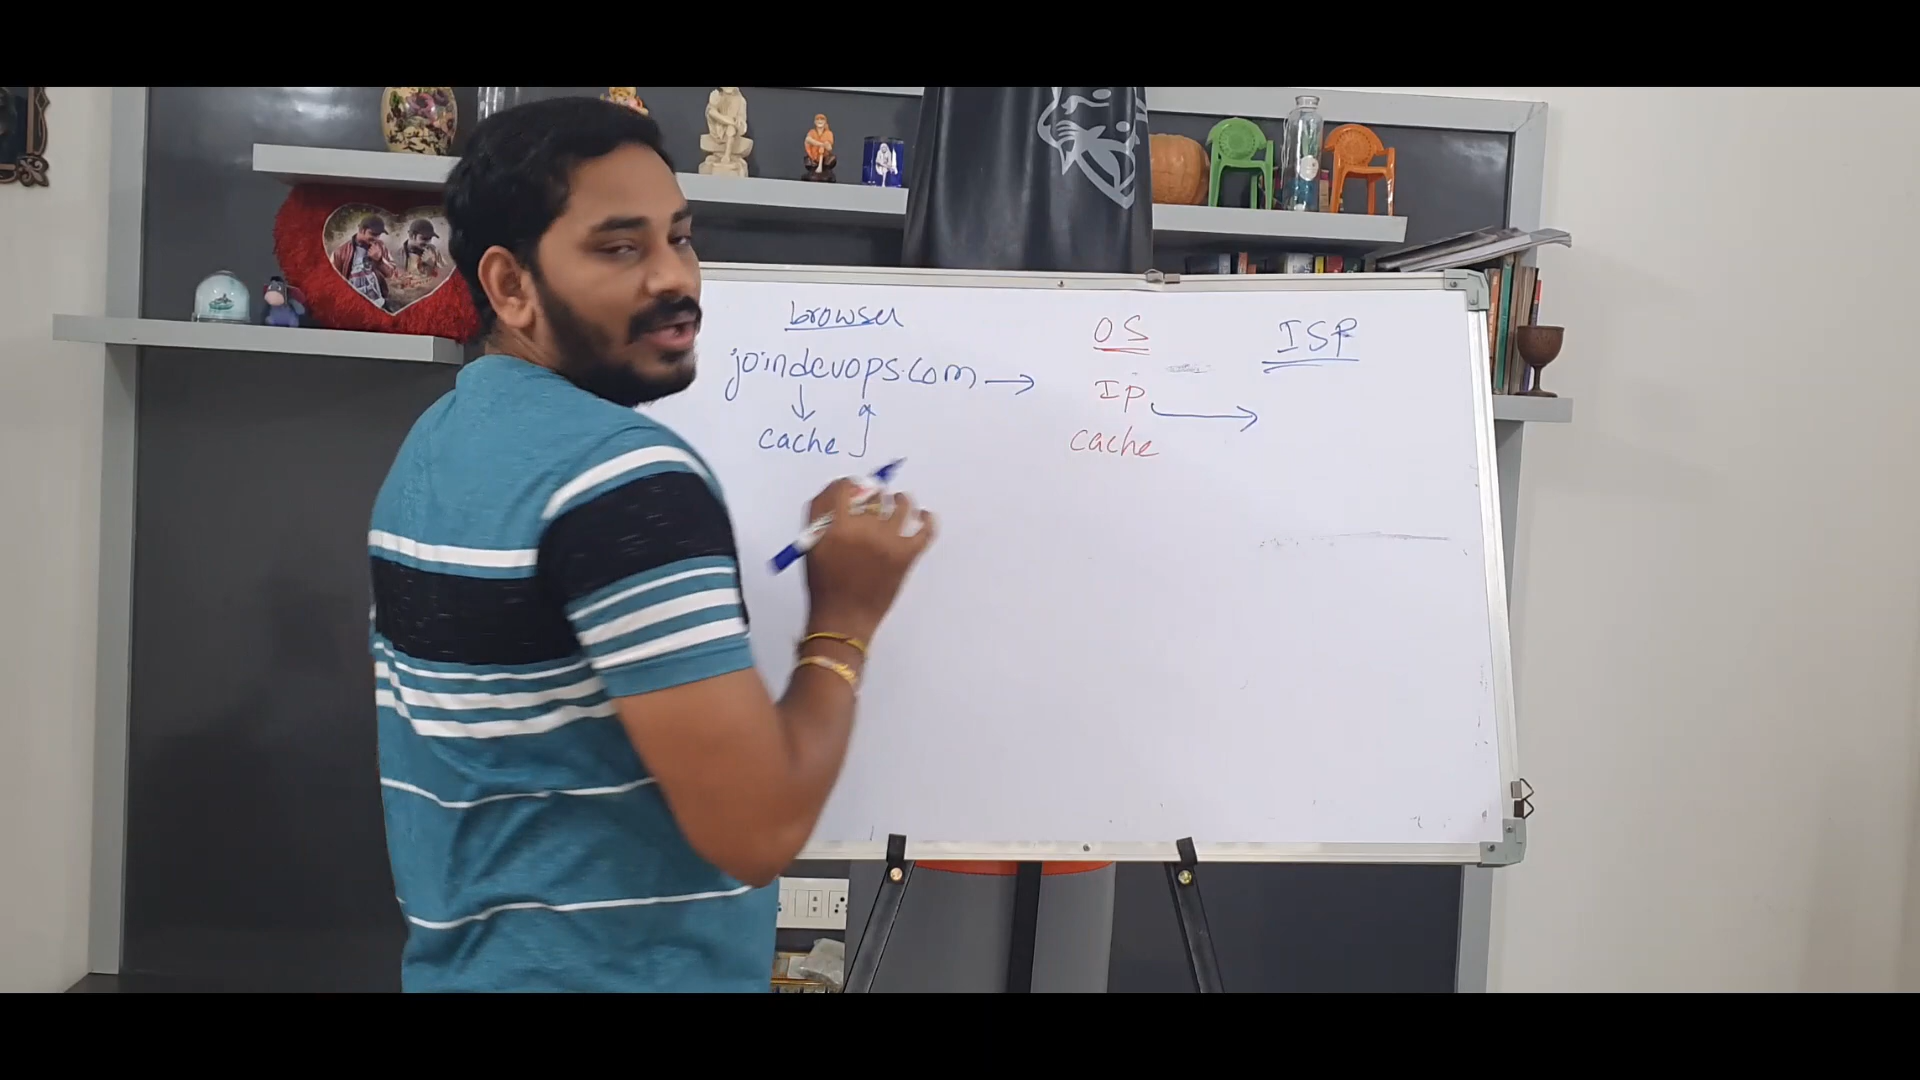 browser
joindevops.com →
cache
OS
IP
cache
ISP